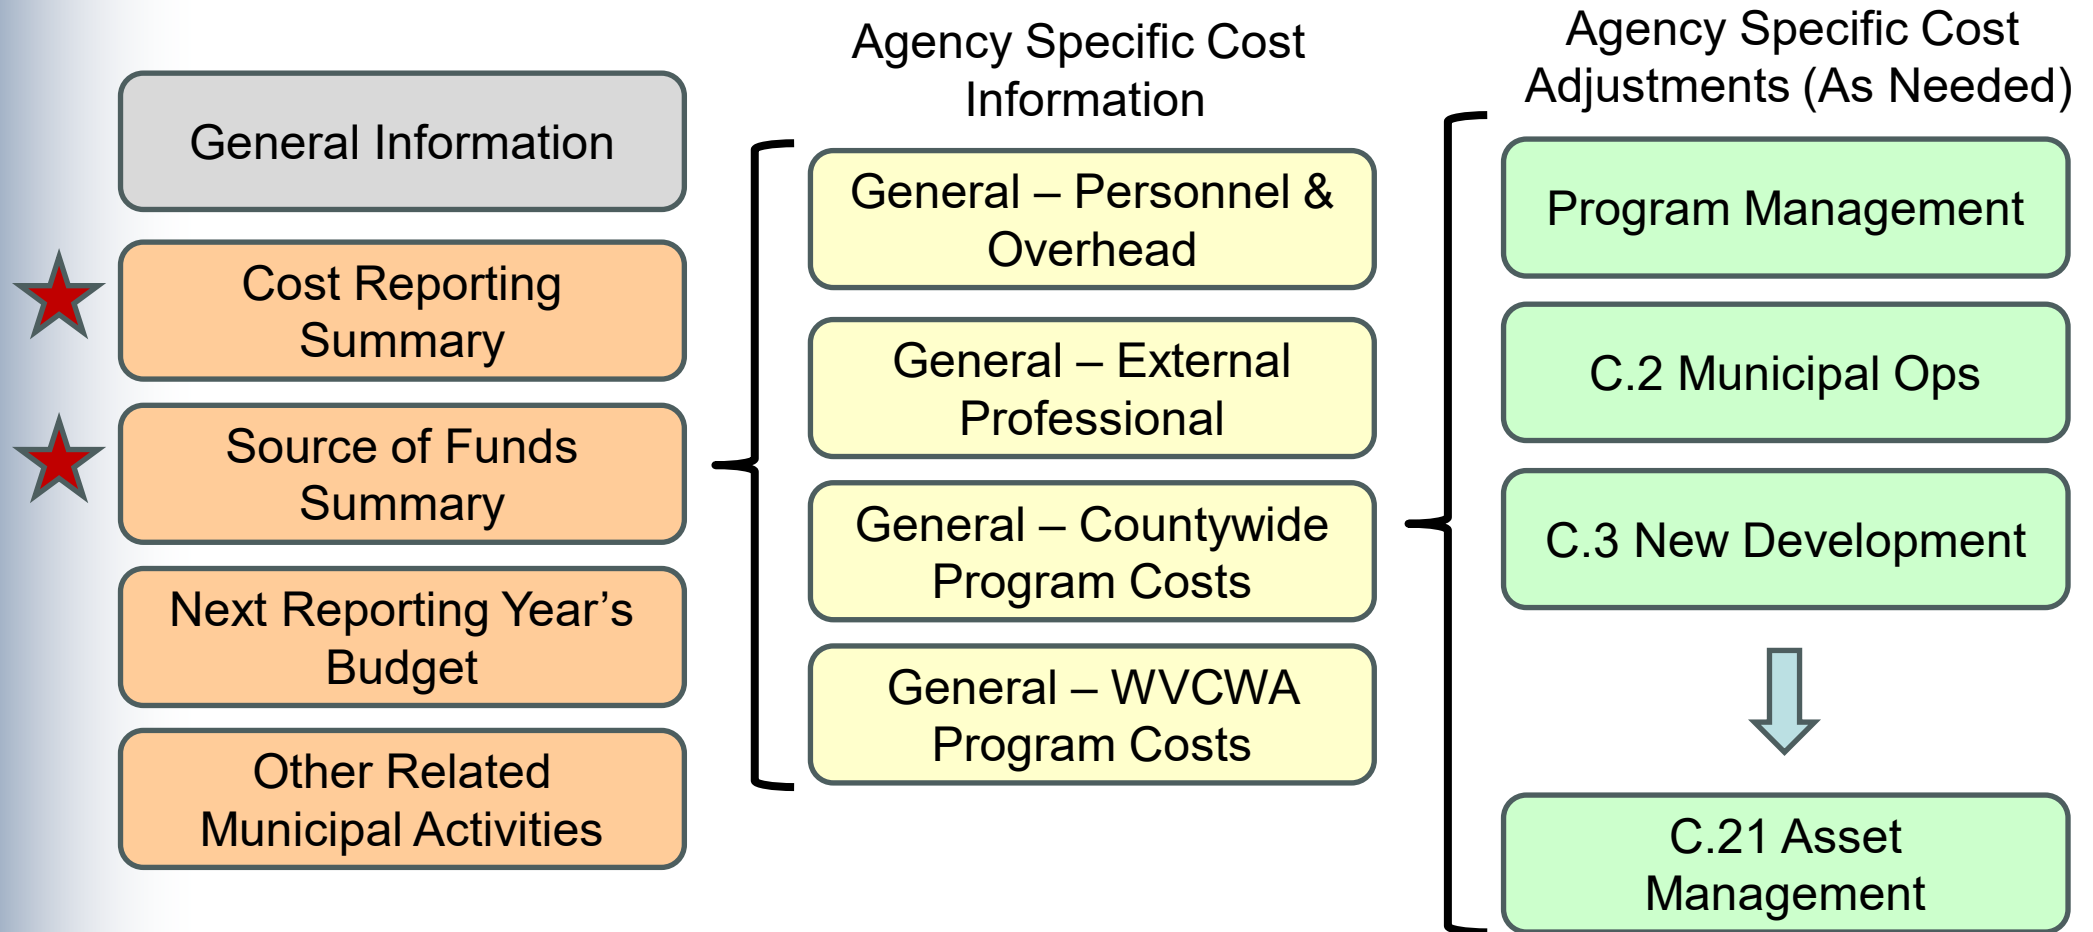 General Information
Cost Reporting
Summary
Source of Funds
Summary
Next Reporting Year’s
Budget
Other Related
Municipal Activities
Agency Specific Cost
Information
General – Personnel &
Overhead
General – External
Professional
General – Countywide
Program Costs
General – WVCWA
Program Costs
Agency Specific Cost
Adjustments (As Needed)
Program Management
C.2 Municipal Ops
C.3 New Development
C.21 Asset
Management